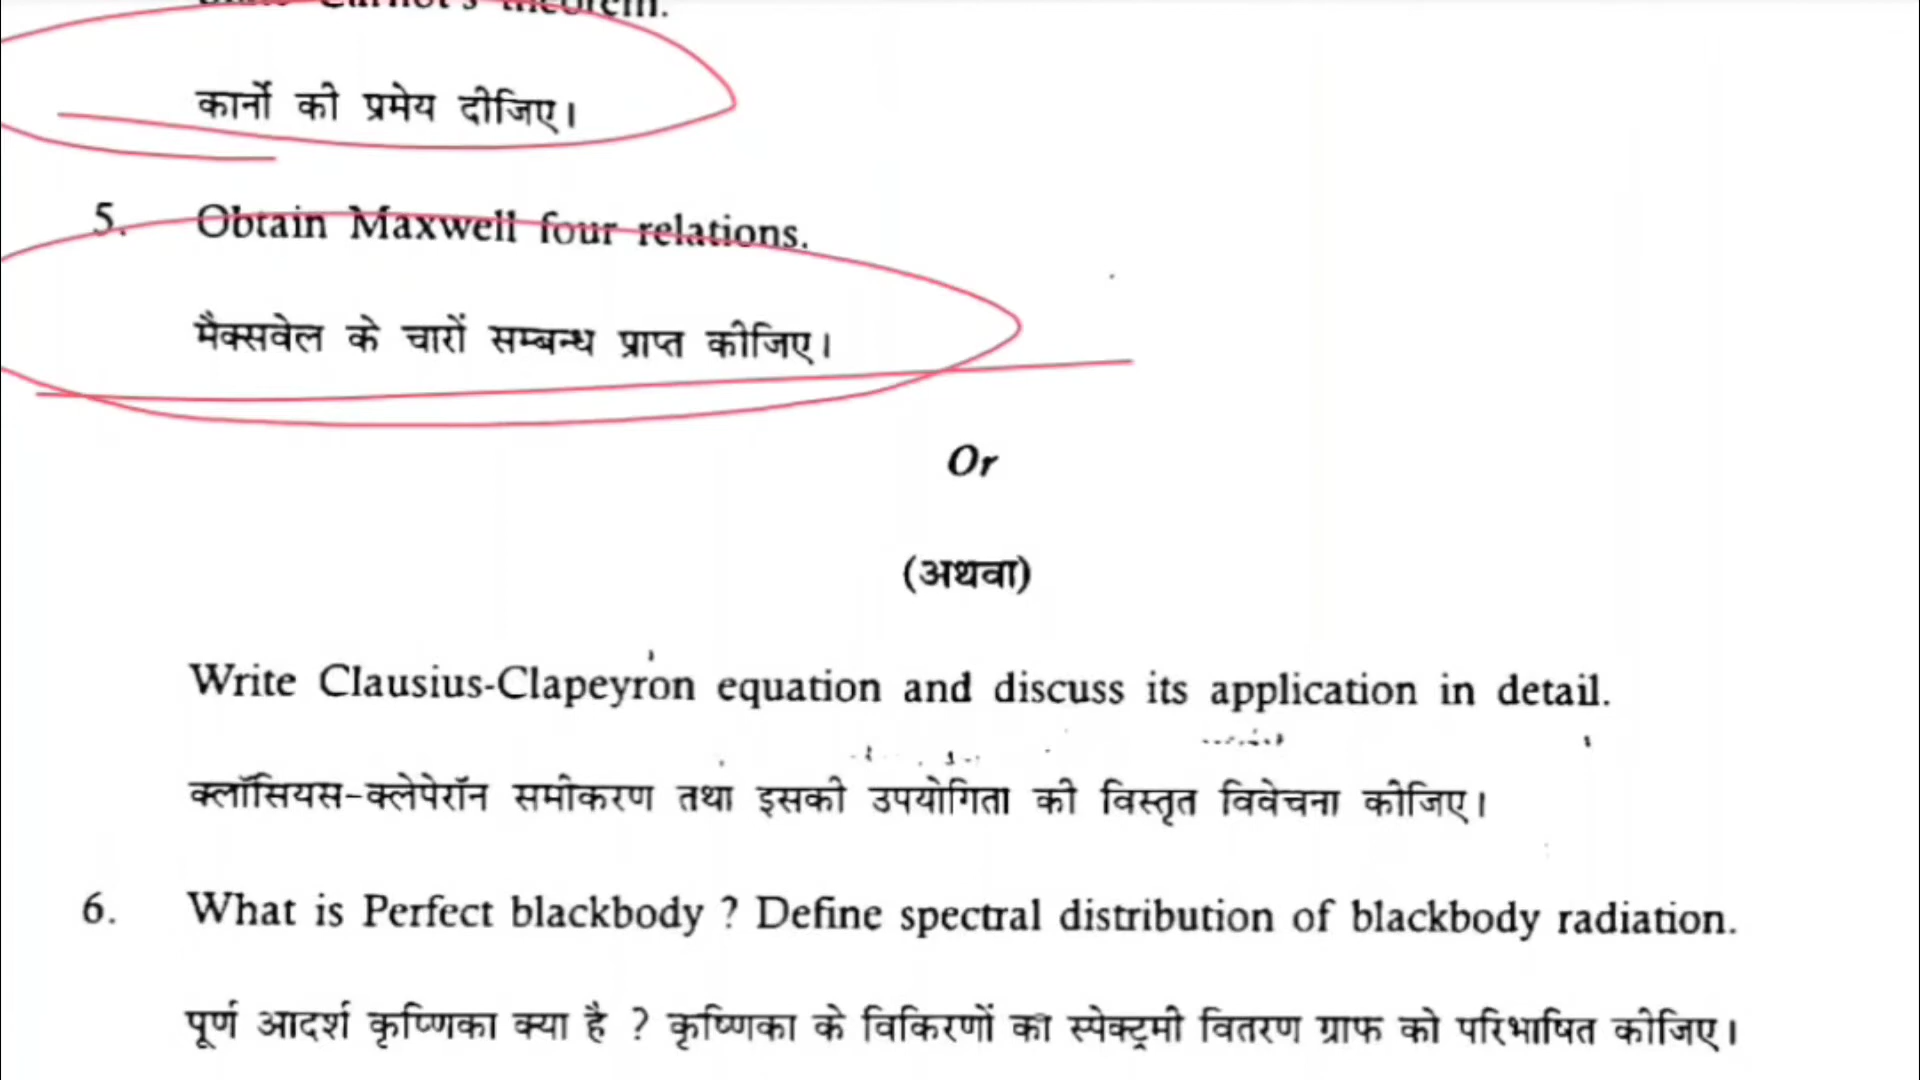 Carnot's theorem.
कार्नो की प्रमेय दीजिए।
5. Obtain Maxwell four relations.
मैक्सवेल के चारों सम्बन्ध प्राप्त कीजिए।
Or
(अथवा)
Write Clausius-Clapeyron equation and discuss its application in detail.
क्लॉसियस-क्लेपेरॉन समीकरण तथा इसकी उपयोगिता की विस्तृत विवेचना कीजिए।
6. What is Perfect blackbody ? Define spectral distribution of blackbody radiation.
पूर्ण आदर्श कृष्णिका क्या है ? कृष्णिका के विकिरणों का स्पेक्ट्रमी वितरण ग्राफ को परिभाषित कीजिए।